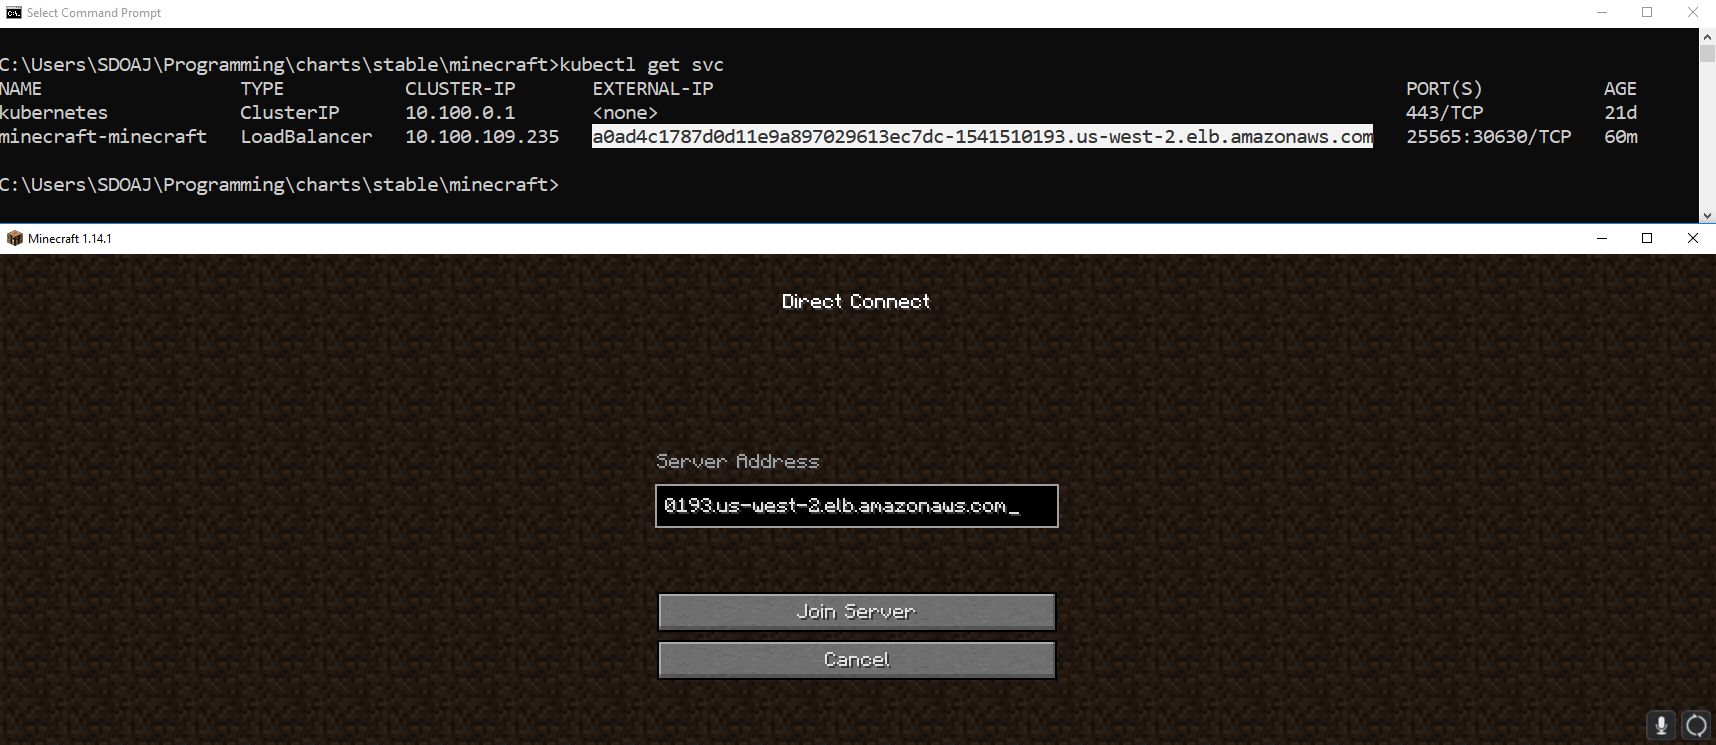 Select Command Prompt
C:\Users\SDOAJ\Programming\charts\stable\minecraft>kubectl get svc
NAME TYPE CLUSTER-IP EXTERNAL-IP PORT(S) AGE
kubernetes ClusterIP 10.100.0.1 <none> 443/TCP 21d
minecraft-minecraft LoadBalancer 10.100.109.235 a0ad4c1787d0d11e9a897029613ec7dc-1541510193.us-west-2.elb.amazonaws.com 25565:30630/TCP 60m
C:\Users\SDOAJ\Programming\charts\stable\minecraft>
Minecraft 1.14.1
Direct Connect
Server Address
0193.us-west-2.elb.amazonaws.com_
Join Server
Cancel